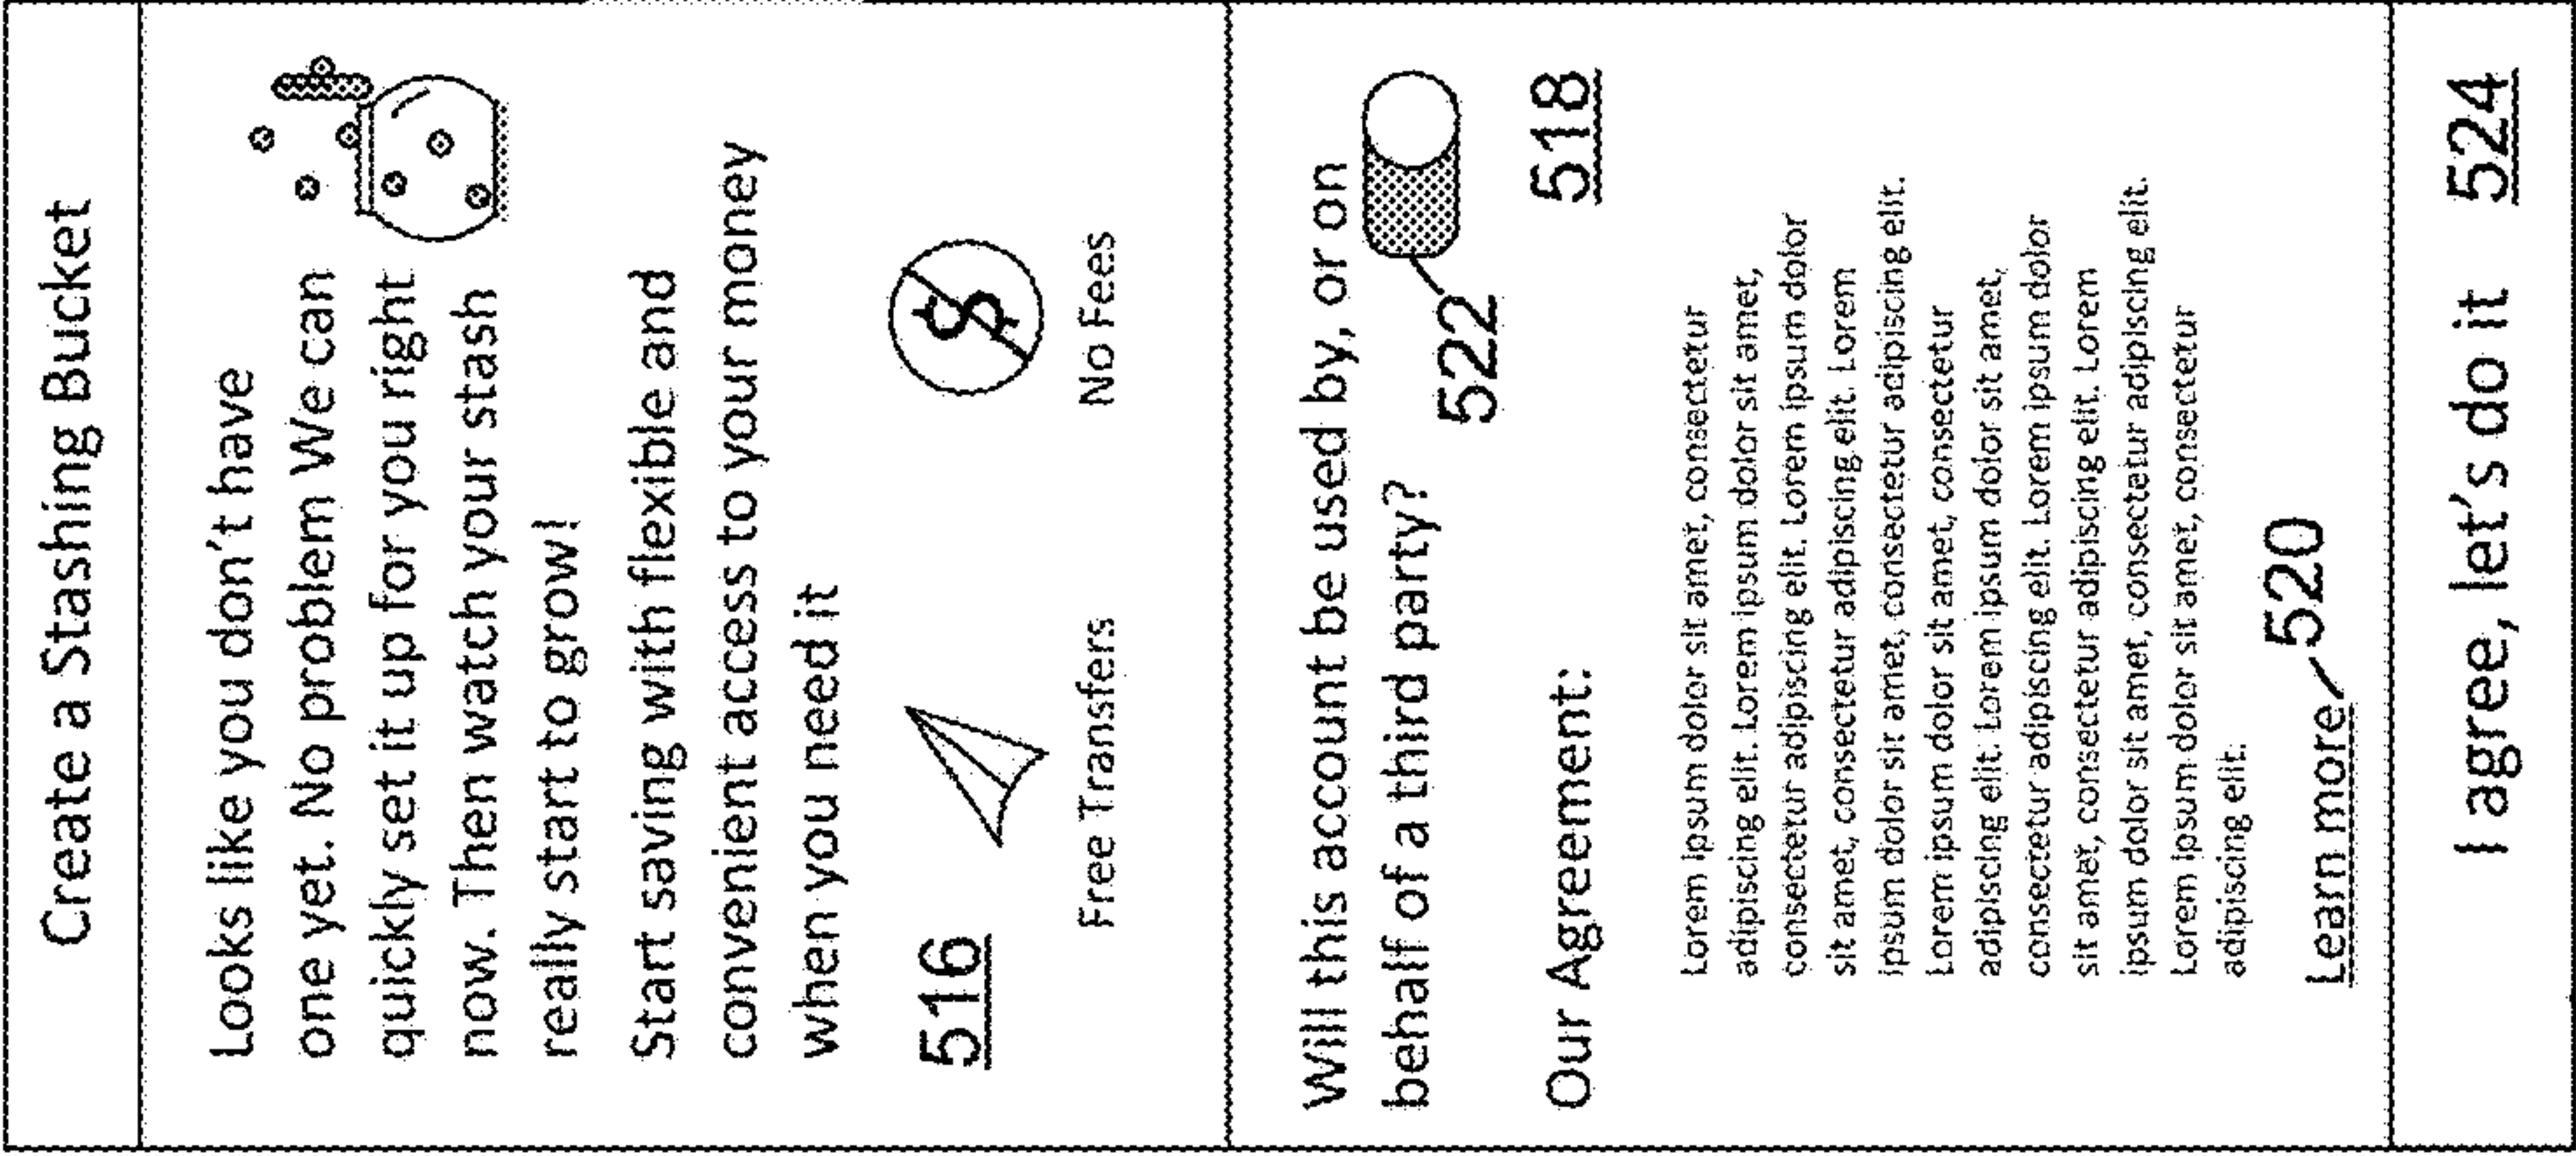 Create a Stashing Bucket
Looks like you don't have
one yet. No problem We can
quickly set it up for you right
now. Then watch your stash
really start to grow!
Start saving with flexible and
convenient access to your money
when you need it
516
$
Free Transfers
No Fees
Will this account be used by, or on
behalf of a third party?
522
Our Agreement:
518
Lorem ipsum dolor sit amet, consectetur
adipiscing elit. Lorem ipsum dolor sit amet,
consectetur adipiscing elit. Lorem ipsum dolor
sit amet, consectetur adipiscing elit. Lorem
ipsum dolor sit amet, consectetur adipiscing elit.
Lorem ipsum dolor sit amet, consectetur
adipiscing elit. Lorem ipsum dolor sit amet,
consectetur adipiscing elit. Lorem ipsum dolor
sit amet, consectetur adipiscing elit. Lorem
ipsum dolor sit amet, consectetur adipiscing elit.
Lorem ipsum dolor sit amet, consectetur
adipiscing elit.
Learn more 520
I agree, let's do it 524